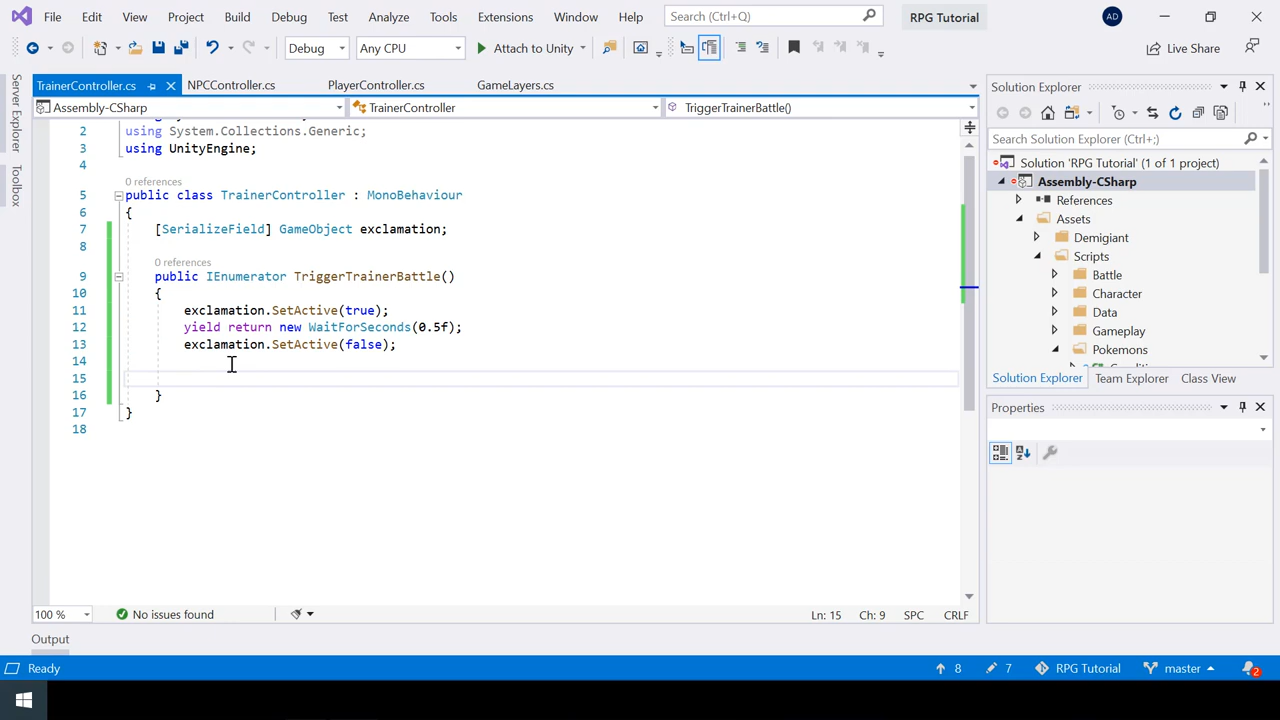 File Edit View Project Build Debug Test Analyze Tools Extensions Window Help Search (Ctrl+Q) RPG Tutorial AD
Debug Any CPU Attach to Unity Live Share
Server Explorer
Toolbox
TrainerController.cs NPCController.cs PlayerController.cs GameLayers.cs
Assembly-CSharp TrainerController TriggerTrainerBattle()
2 using System.Collections.Generic;
3 using UnityEngine;
4
0 references
5 public class TrainerController : MonoBehaviour
6 {
7 [SerializeField] GameObject exclamation;
8
0 references
9 public IEnumerator TriggerTrainerBattle()
10 {
11 exclamation.SetActive(true);
12 yield return new WaitForSeconds(0.5f);
13 exclamation.SetActive(false);
14
15
16 }
17 }
18
100 % No issues found Ln: 15 Ch: 9 SPC CRLF
Output
Solution Explorer
Search Solution Explorer (Ctrl+;)
Solution 'RPG Tutorial' (1 of 1 project)
Assembly-CSharp
References
Assets
Demigiant
Scripts
Battle
Character
Data
Gameplay
Pokemons
Solution Explorer Team Explorer Class View
Properties
Ready 8 7 RPG Tutorial master 2